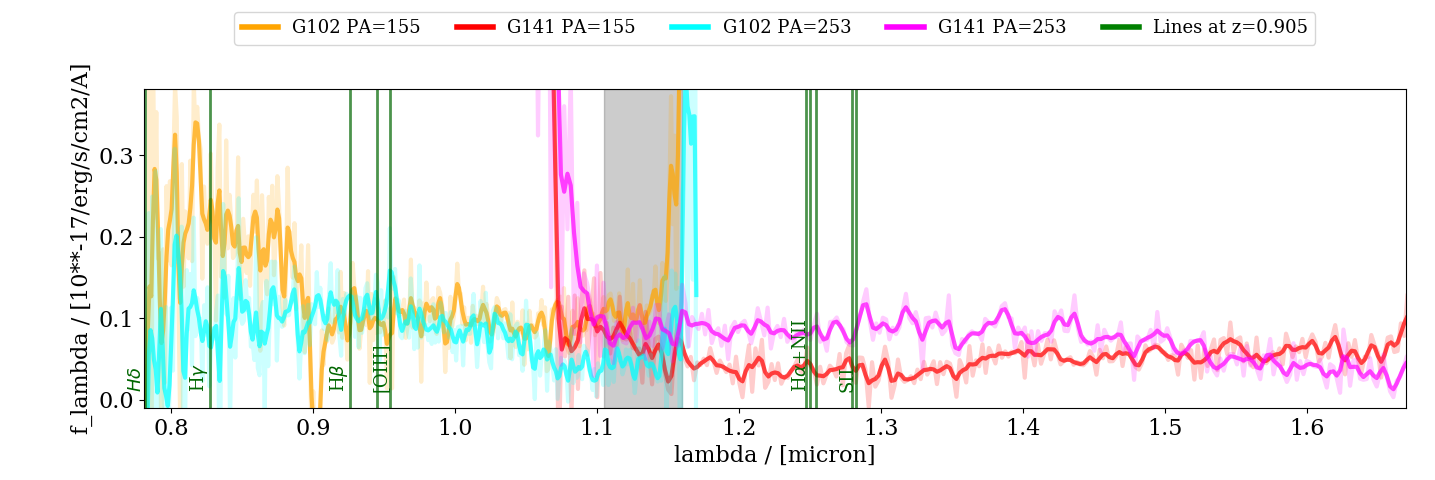 G102 PA=155
G141 PA=155
G102 PA=253
G141 PA=253
Lines at z=0.905
f_lambda / [10**-17/erg/s/cm2/A]
0.3
0.2
0.1
0.0
Hδ
Hγ
Hβ
[OIII]
Hα+NII
SII
0.8
0.9
1.0
1.1
1.2
1.3
1.4
1.5
1.6
lambda / [micron]